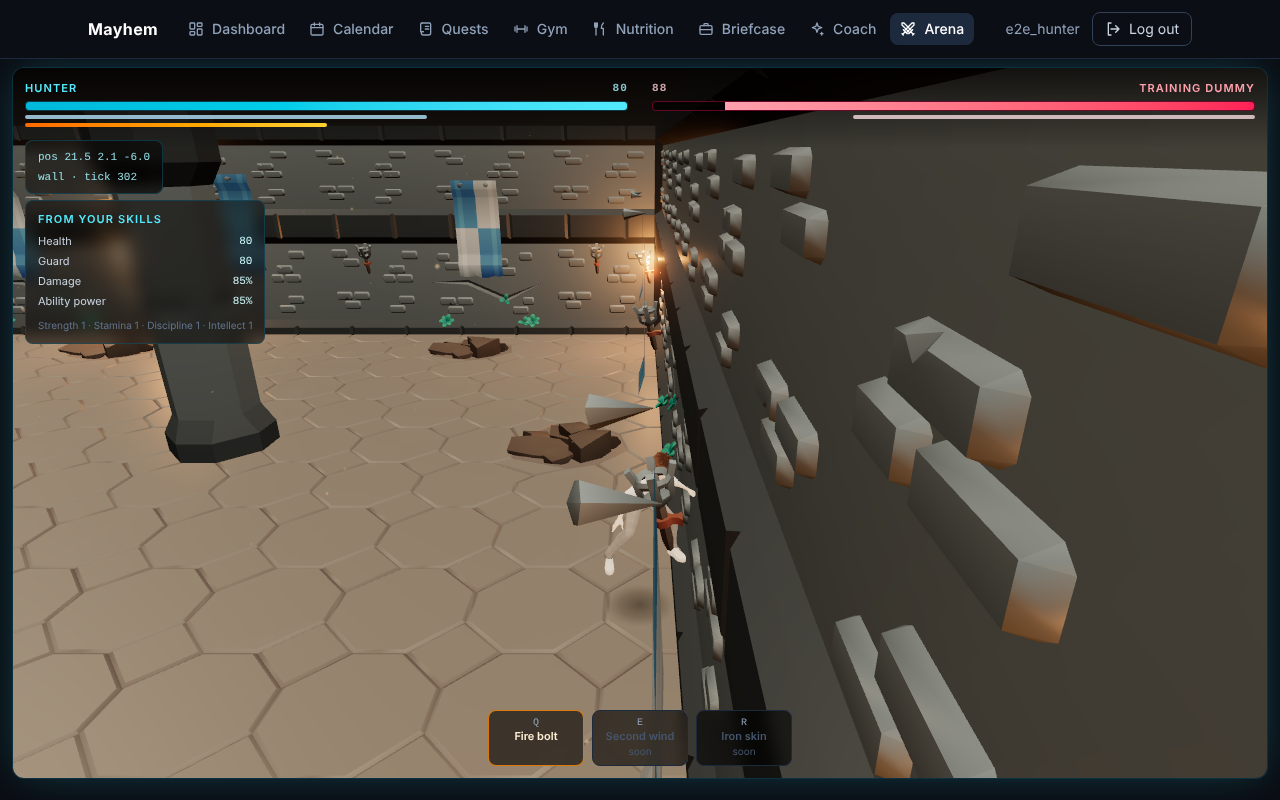 Mayhem
Dashboard
Calendar
Quests
Gym
Nutrition
Briefcase
Coach
Arena
e2e_hunter
Log out
HUNTER
80
88
TRAINING DUMMY
pos 21.5 2.1 -6.0
wall · tick 302
FROM YOUR SKILLS
Health 80
Guard 80
Damage 85%
Ability power 85%
Strength 1 · Stamina 1 · Discipline 1 · Intellect 1
Q
Fire bolt
E
Second wind
soon
R
Iron skin
soon